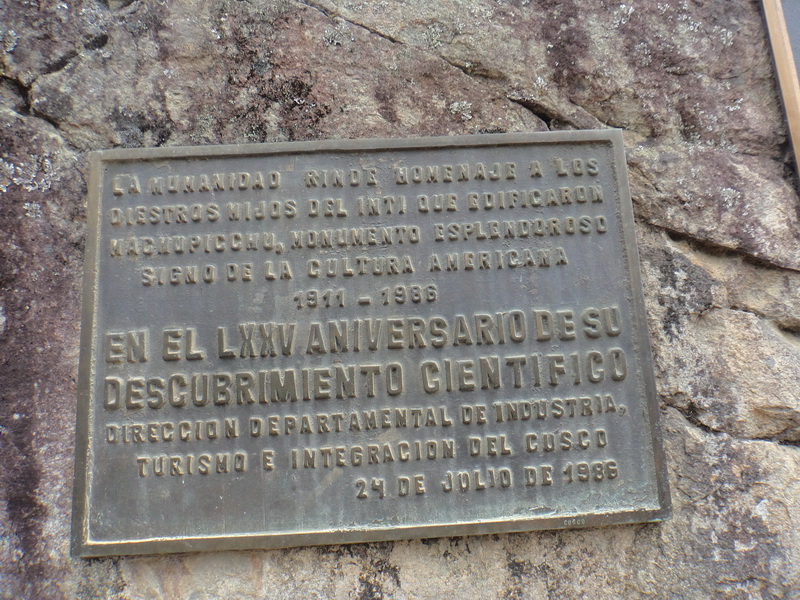 LA HUMANIDAD RINDE HOMENAJE A LOS
DIESTROS HIJOS DEL INTI QUE EDIFICARON
MACHUPICCHU, MONUMENTO ESPLENDOROSO
SIGNO DE LA CULTURA AMERICANA
1911 - 1986
EN EL LXXV ANIVERSARIO DE SU
DESCUBRIMIENTO CIENTIFICO
DIRECCION DEPARTAMENTAL DE INDUSTRIA,
TURISMO E INTEGRACION DEL CUSCO
24 DE JULIO DE 1986